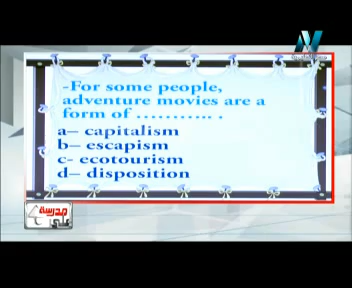 -For some people,
adventure movies are a
form of ............ .
a– capitalism
b– escapism
c- ecotourism
d– disposition
مدرسة
على